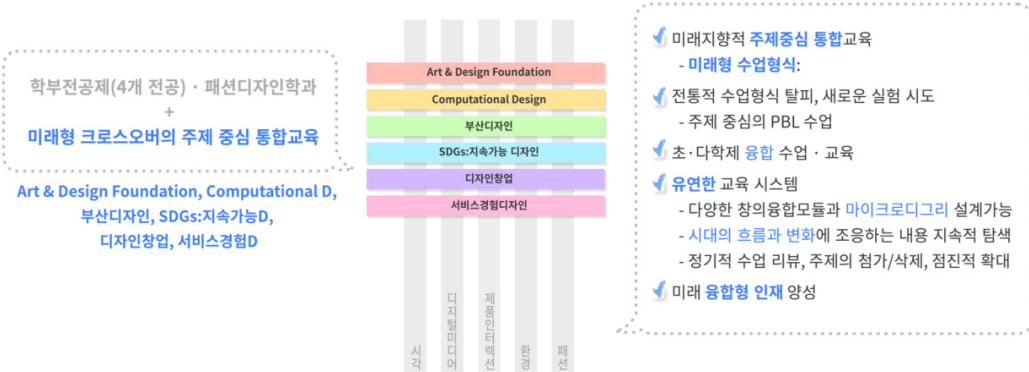 학부전공제(4개 전공) · 패션디자인학과
+
미래형 크로스오버의 주제 중심 통합교육
Art & Design Foundation, Computational D,
부산디자인, SDGs:지속가능D,
디자인창업, 서비스경험D
Art & Design Foundation
Computational Design
부산디자인
SDGs:지속가능 디자인
디자인창업
서비스경험디자인
시각
디지털미디어
제품인터렉션
환경
패션
미래지향적 주제중심 통합교육
- 미래형 수업형식:
전통적 수업형식 탈피, 새로운 실험 시도
- 주제 중심의 PBL 수업
초·다학제 융합 수업 · 교육
유연한 교육 시스템
- 다양한 창의융합모듈과 마이크로디그리 설계가능
- 시대의 흐름과 변화에 조응하는 내용 지속적 탐색
- 정기적 수업 리뷰, 주제의 첨가/삭제, 점진적 확대
미래 융합형 인재 양성